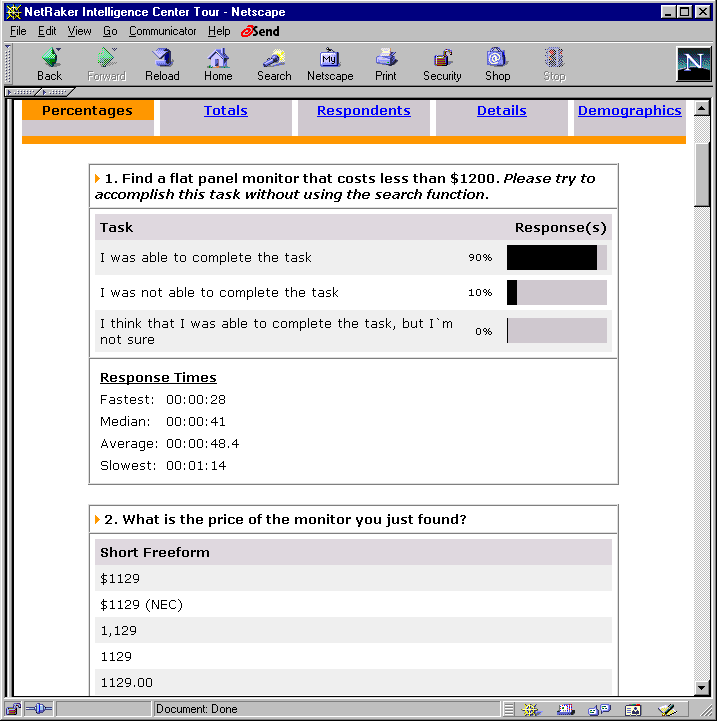 NetRaker Intelligence Center Tour - Netscape
File Edit View Go Communicator Help Send
Back Forward Reload Home Search Netscape Print Security Shop Stop
My
N
Percentages Totals Respondents Details Demographics
1. Find a flat panel monitor that costs less than $1200. Please try to
accomplish this task without using the search function.
Task Response(s)
I was able to complete the task 90%
I was not able to complete the task 10%
I think that I was able to complete the task, but I`m
not sure 0%
Response Times
Fastest: 00:00:28
Median: 00:00:41
Average: 00:00:48.4
Slowest: 00:01:14
2. What is the price of the monitor you just found?
Short Freeform
$1129
$1129 (NEC)
1,129
1129
1129.00
Document: Done